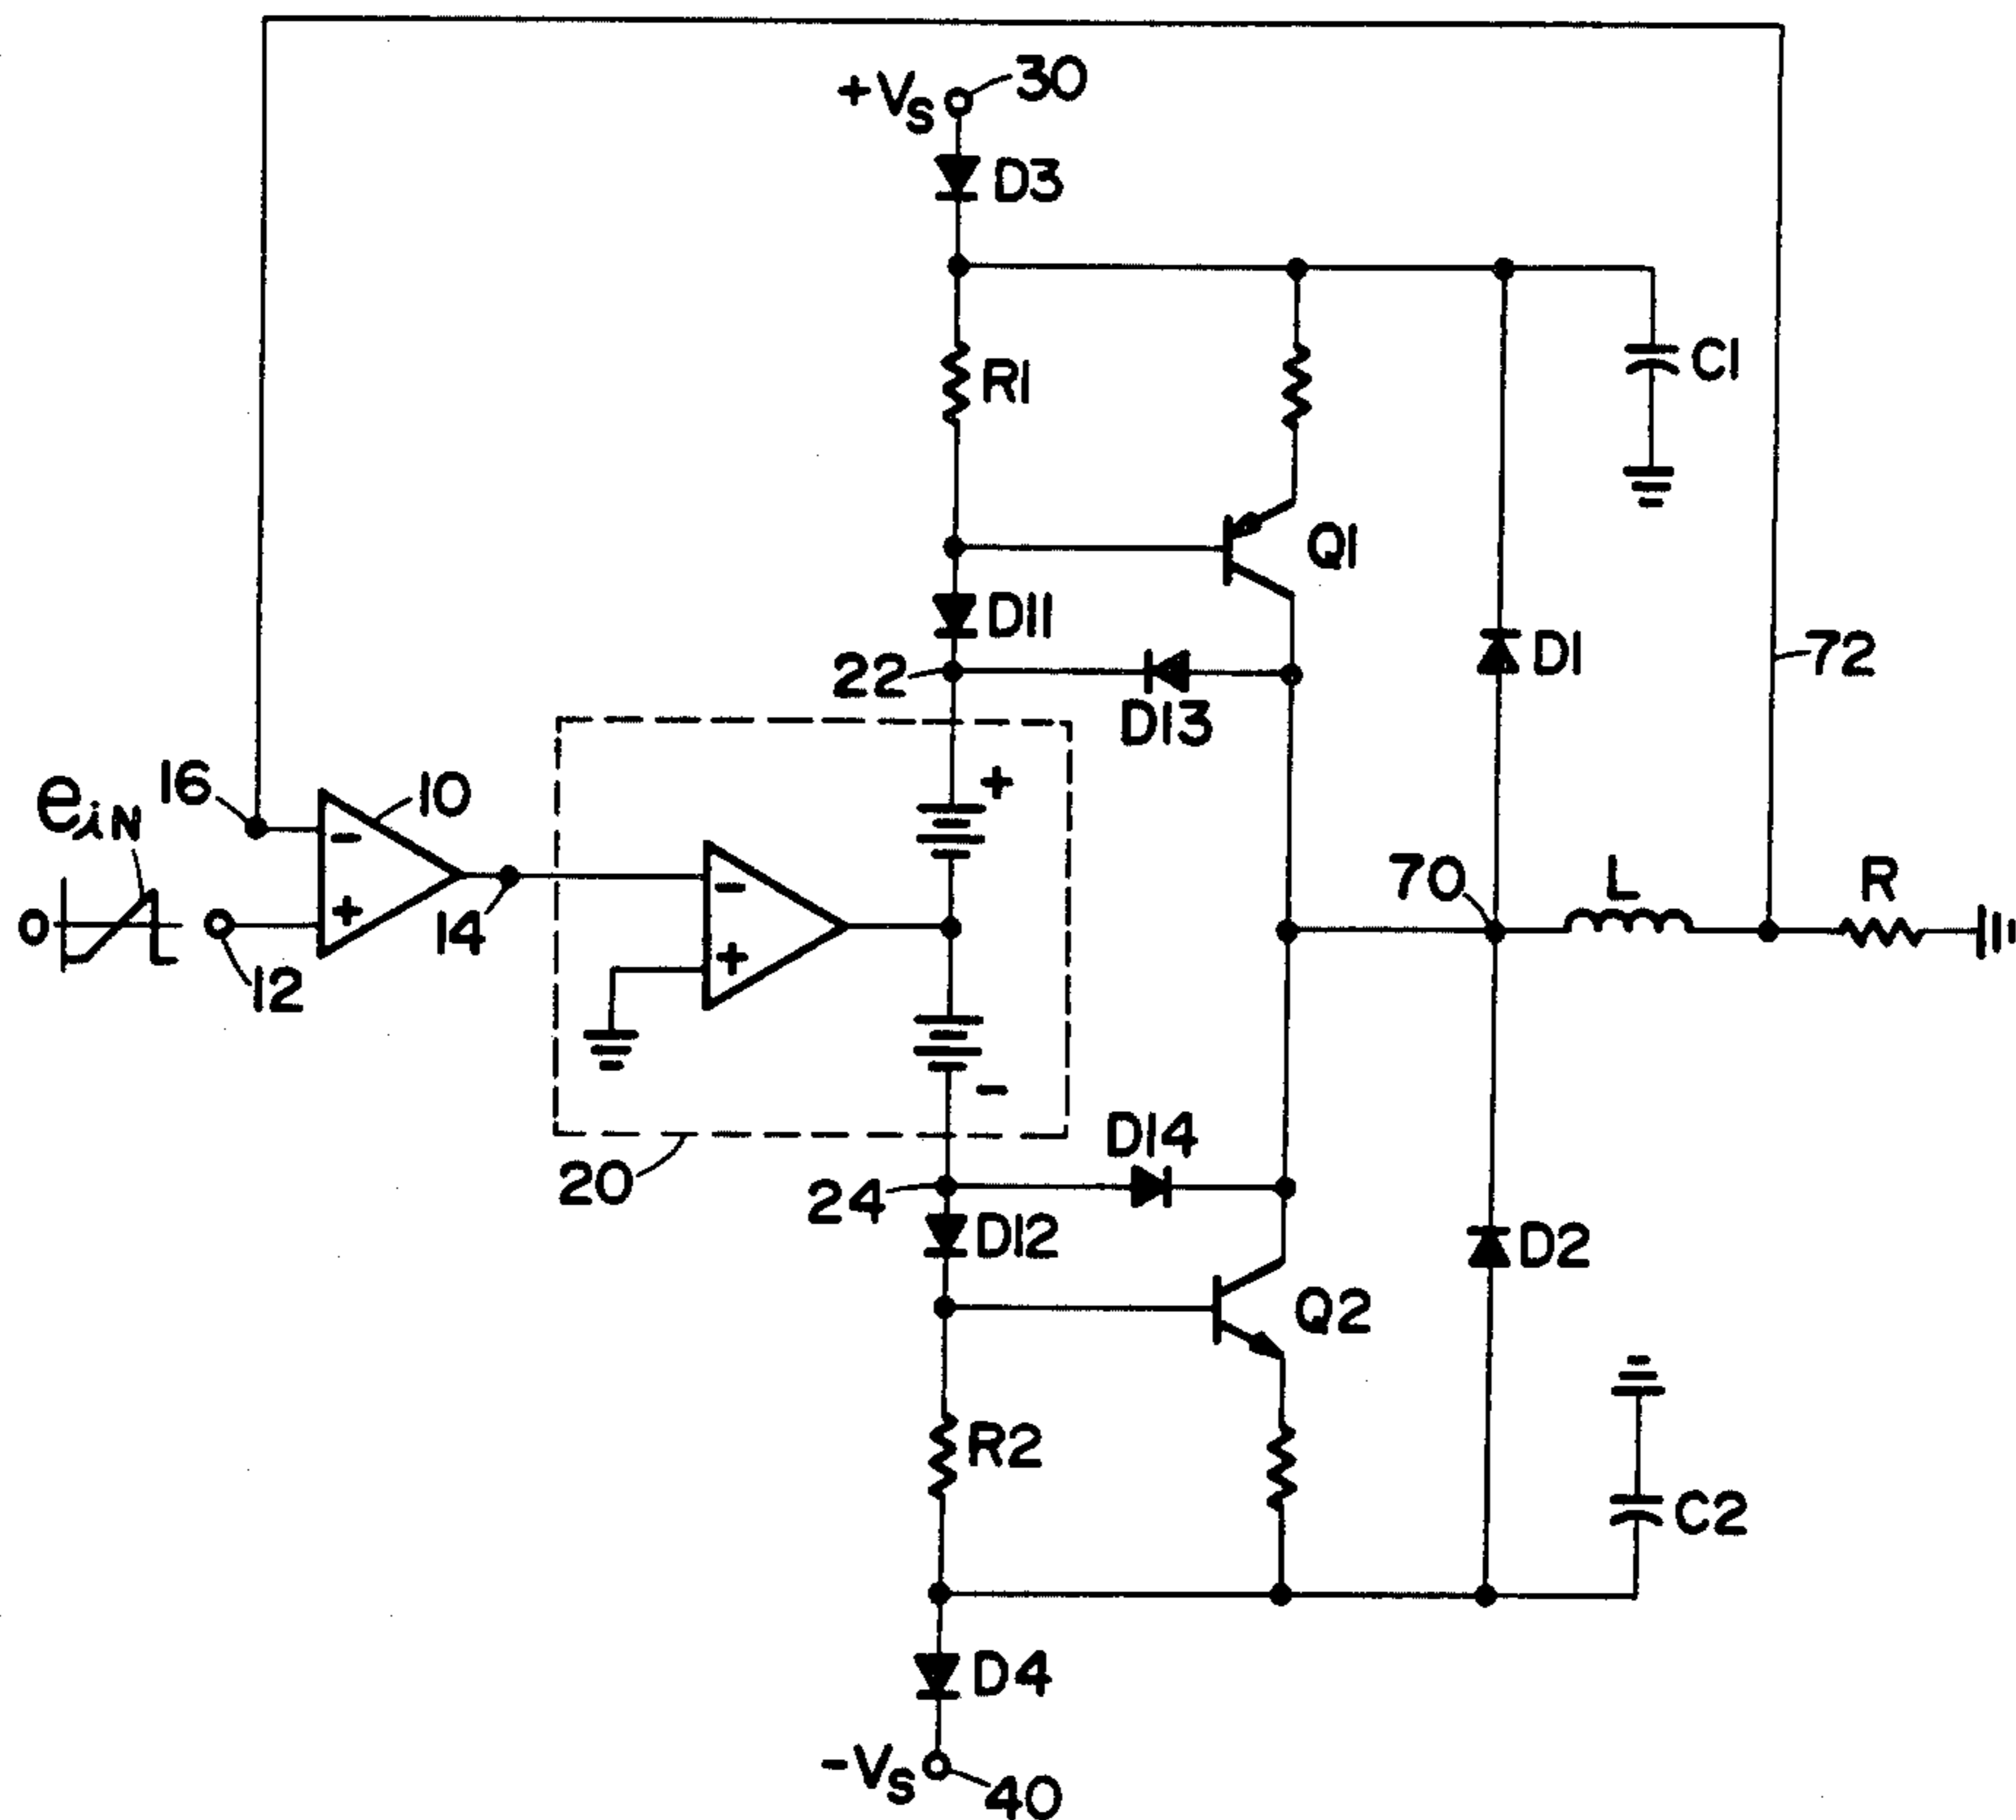 +Vs
30
D3
R1
C1
Q1
D11
D1
72
22
D13
+
16
10
eiN
-
-
70
L
R
0
+
14
+
12
-
D14
20
24
D12
D2
Q2
R2
C2
D4
-Vs
40